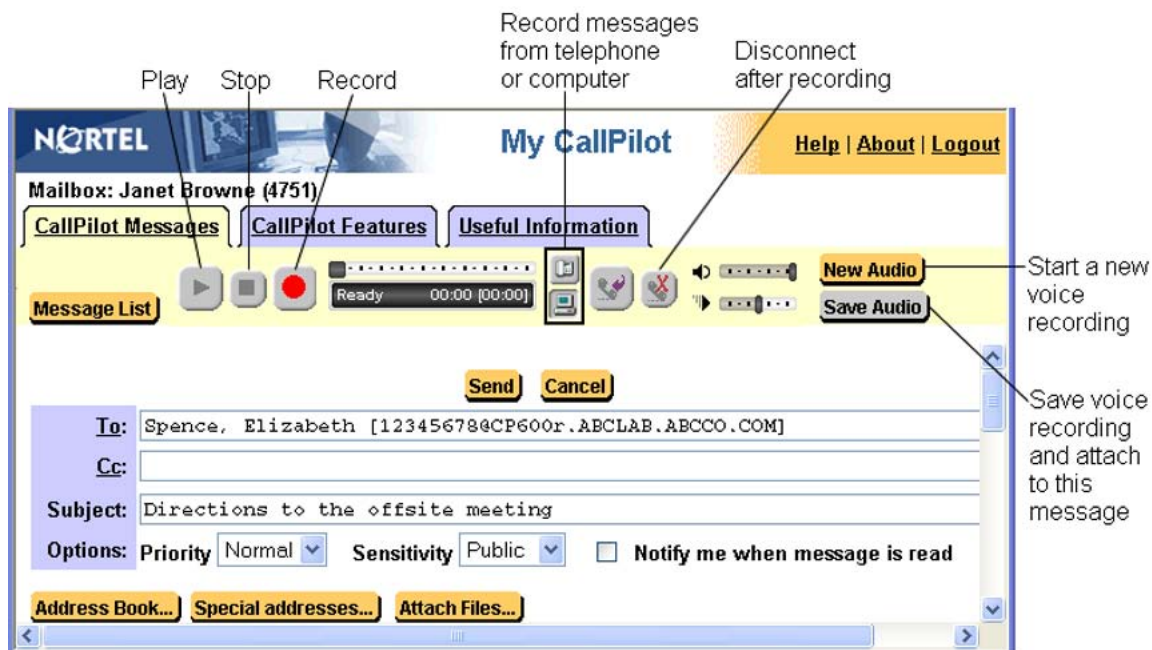 Record messages
from telephone
or computer
Disconnect
after recording
Play Stop Record
NORTEL My CallPilot Help | About | Logout
Mailbox: Janet Browne (4751)
CallPilot Messages CallPilot Features Useful Information
Message List
Ready 00:00 [00:00]
New Audio
Save Audio
Start a new
voice
recording
Save voice
recording
and attach
to this
message
Send Cancel
To: Spence, Elizabeth [12345678@CP600r.ABCLAB.ABCCO.COM]
Cc:
Subject: Directions to the offsite meeting
Options: Priority Normal Sensitivity Public Notify me when message is read
Address Book... Special addresses... Attach Files...